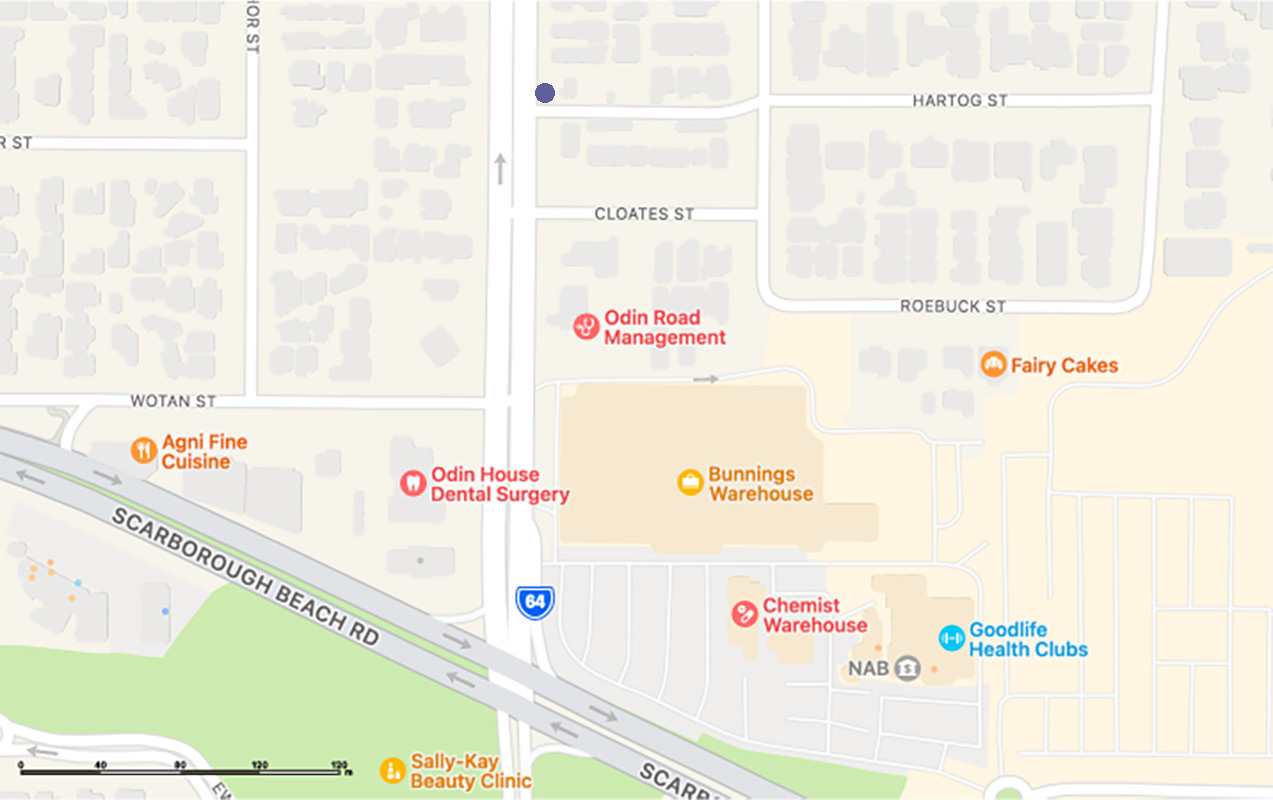 HOR ST
HARTOG ST
R ST
CLOATES ST
ROEBUCK ST
Odin Road
Management
Fairy Cakes
WOTAN ST
Agni Fine
Cuisine
Odin House
Dental Surgery
Bunnings
Warehouse
SCARBOROUGH BEACH RD
64
Chemist
Warehouse
Goodlife
Health Clubs
NAB
$
Sally-Kay
Beauty Clinic
0 40 80 120 120 m
SCARB
EW